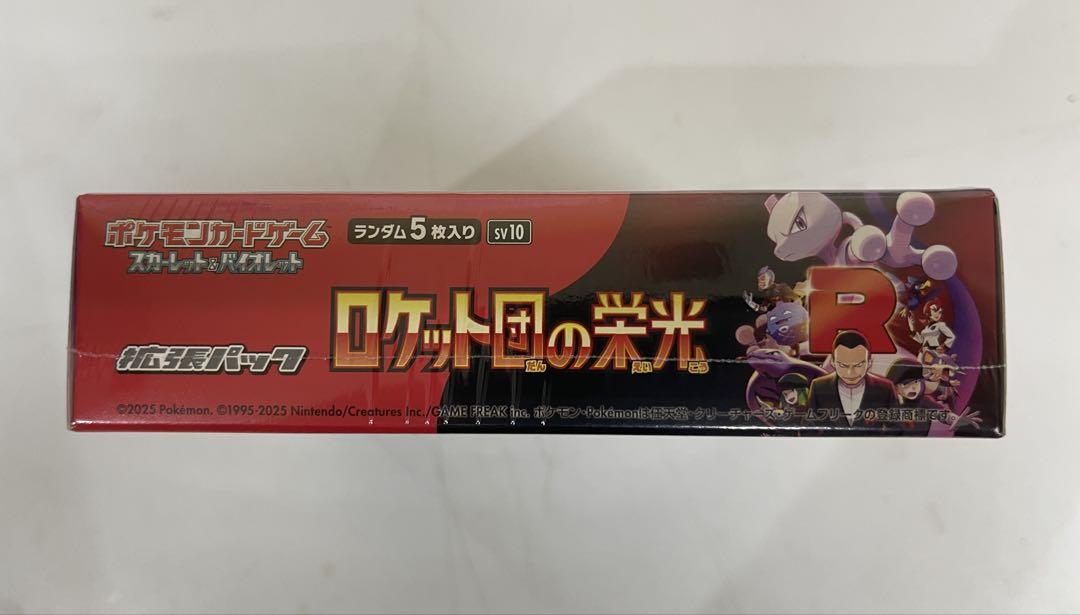 ポケモンカードゲーム
スカーレット&バイオレット
ランダム5枚入り
SV10
拡張パック
ロケット団の栄光
だん えい こう
R
©2025 Pokémon. ©1995-2025 Nintendo/Creatures Inc./GAME FREAK inc. ポケモン・Pokémonは任天堂・クリーチャーズ・ゲームフリークの登録商標です。